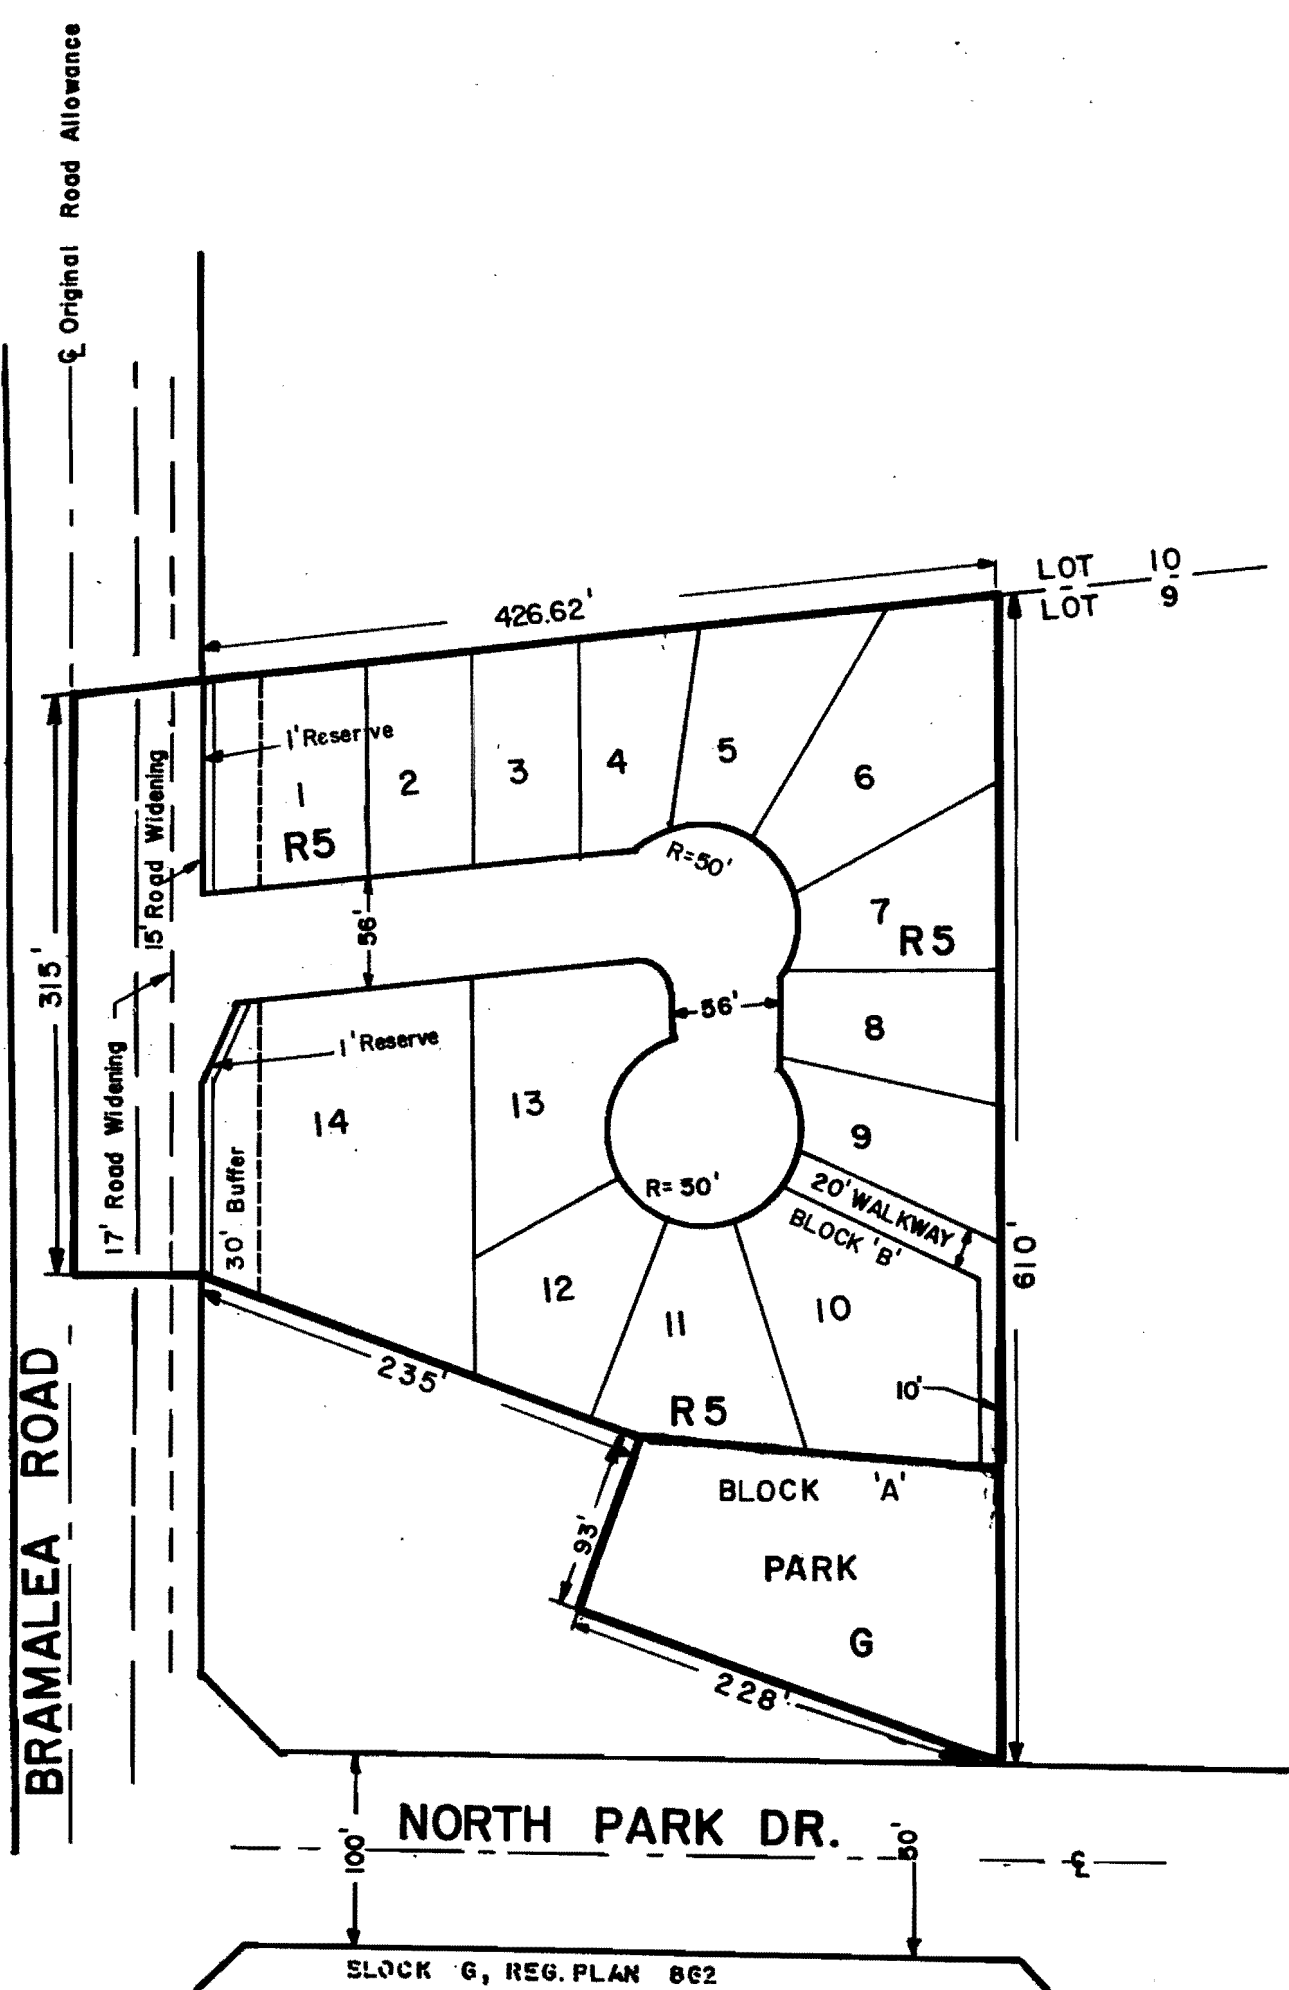 ℄ Original Road Allowance
LOT 10
LOT 9
426.62'
1' Reserve
1
R5
2
3
4
5
6
R=50'
7
R5
15' Road Widening
56'
315'
56'
8
1' Reserve
17' Road Widening
14
13
30' Buffer
9
R=50'
20' WALKWAY
BLOCK 'B'
610'
12
11
10
10'
235'
R5
BLOCK 'A'
93'
PARK
G
228'
BRAMALEA ROAD
NORTH PARK DR.
100'
50'
℄
BLOCK G, REG. PLAN 862